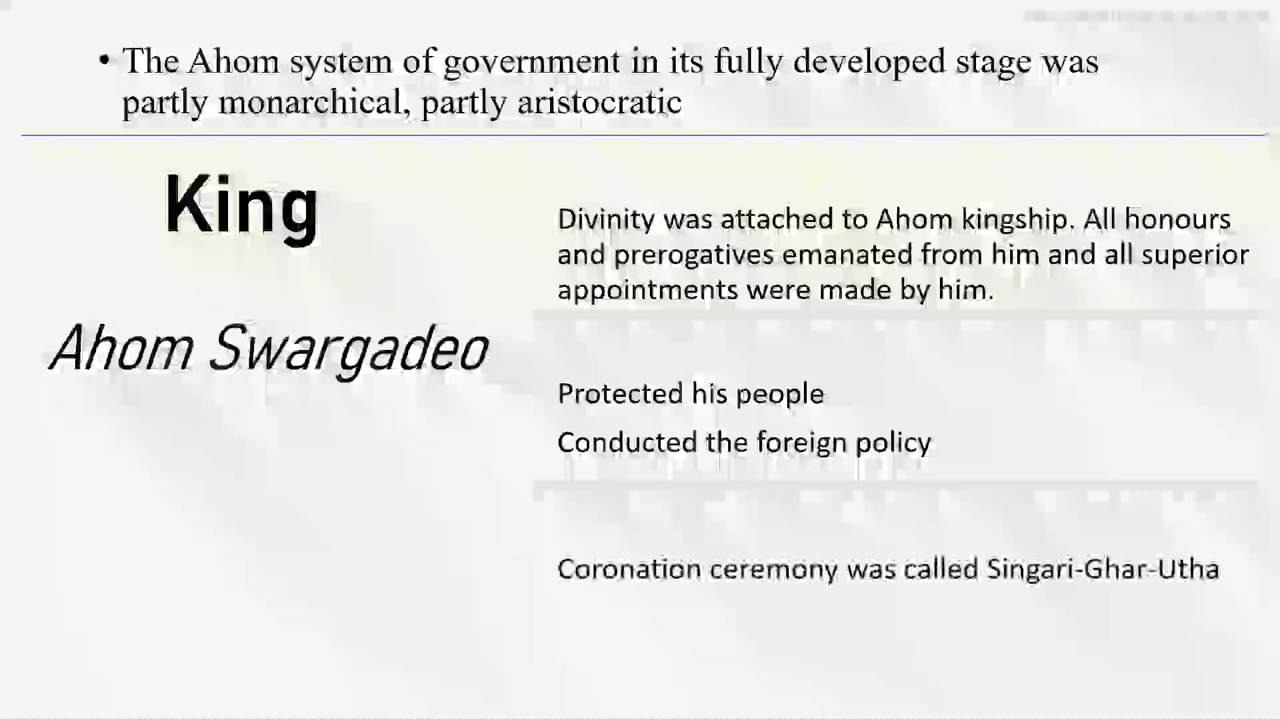 • The Ahom system of government in its fully developed stage was
partly monarchical, partly aristocratic
King
Ahom Swargadeo
Divinity was attached to Ahom kingship. All honours
and prerogatives emanated from him and all superior
appointments were made by him.
Protected his people
Conducted the foreign policy
Coronation ceremony was called Singari-Ghar-Utha